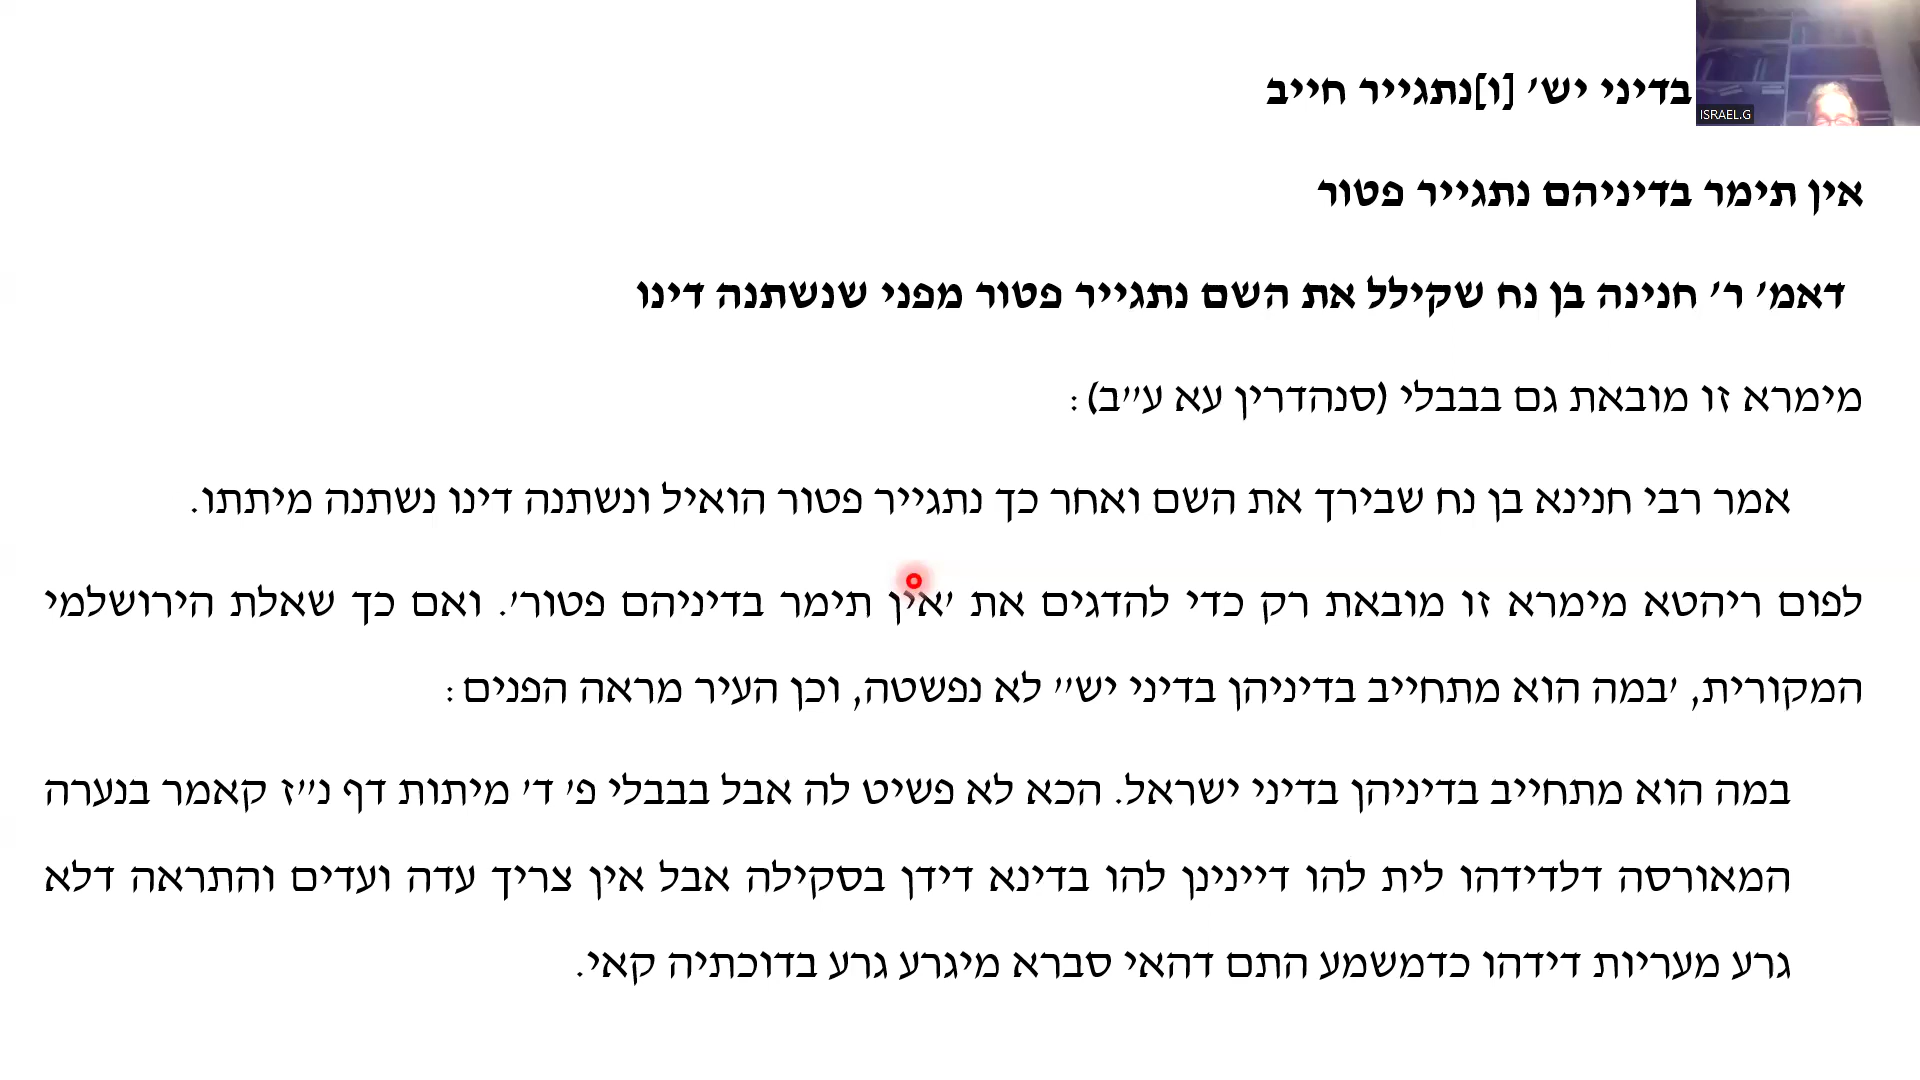 בדיני יש' [ו]נתגייר חייב
ISRAEL.G
אין תימר בדיניהם נתגייר פטור
דאמ' ר' חנינה בן נח שקילל את השם נתגייר פטור מפני שנשתנה דינו
מימרא זו מובאת גם בבבלי (סנהדרין עא ע"ב):
אמר רבי חנינא בן נח שבירך את השם ואחר כך נתגייר פטור הואיל ונשתנה דינו נשתנה מיתתו.
לפום ריהטא מימרא זו מובאת רק כדי להדגים את 'אין תימר בדיניהם פטור'. ואם כך שאלת הירושלמי
המקורית, 'במה הוא מתחייב בדיניהן בדיני יש'' לא נפשטה, וכן העיר מראה הפנים:
במה הוא מתחייב בדיניהן בדיני ישראל. הכא לא פשיט לה אבל בבבלי פ' ד' מיתות דף נ"ז קאמר בנערה
המאורסה דלדידהו לית להו דיינינן להו בדינא דידן בסקילה אבל אין צריך עדה ועדים והתראה דלא
גרע מעריות דידהו כדמשמע התם דהאי סברא מיגרע גרע בדוכתיה קאי.